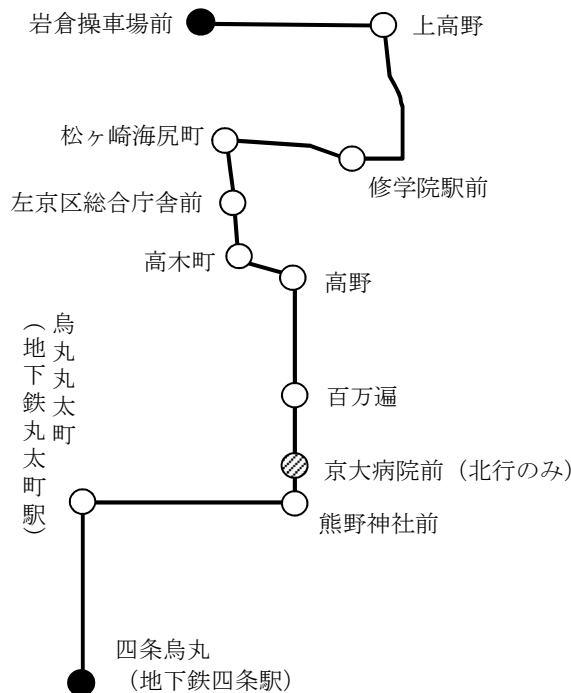 岩倉操車場前
上高野
松ヶ崎海尻町
修学院駅前
左京区総合庁舎前
高木町
高野
烏丸丸太町
（地下鉄丸太町駅）
百万遍
京大病院前（北行のみ）
熊野神社前
四条烏丸
（地下鉄四条駅）